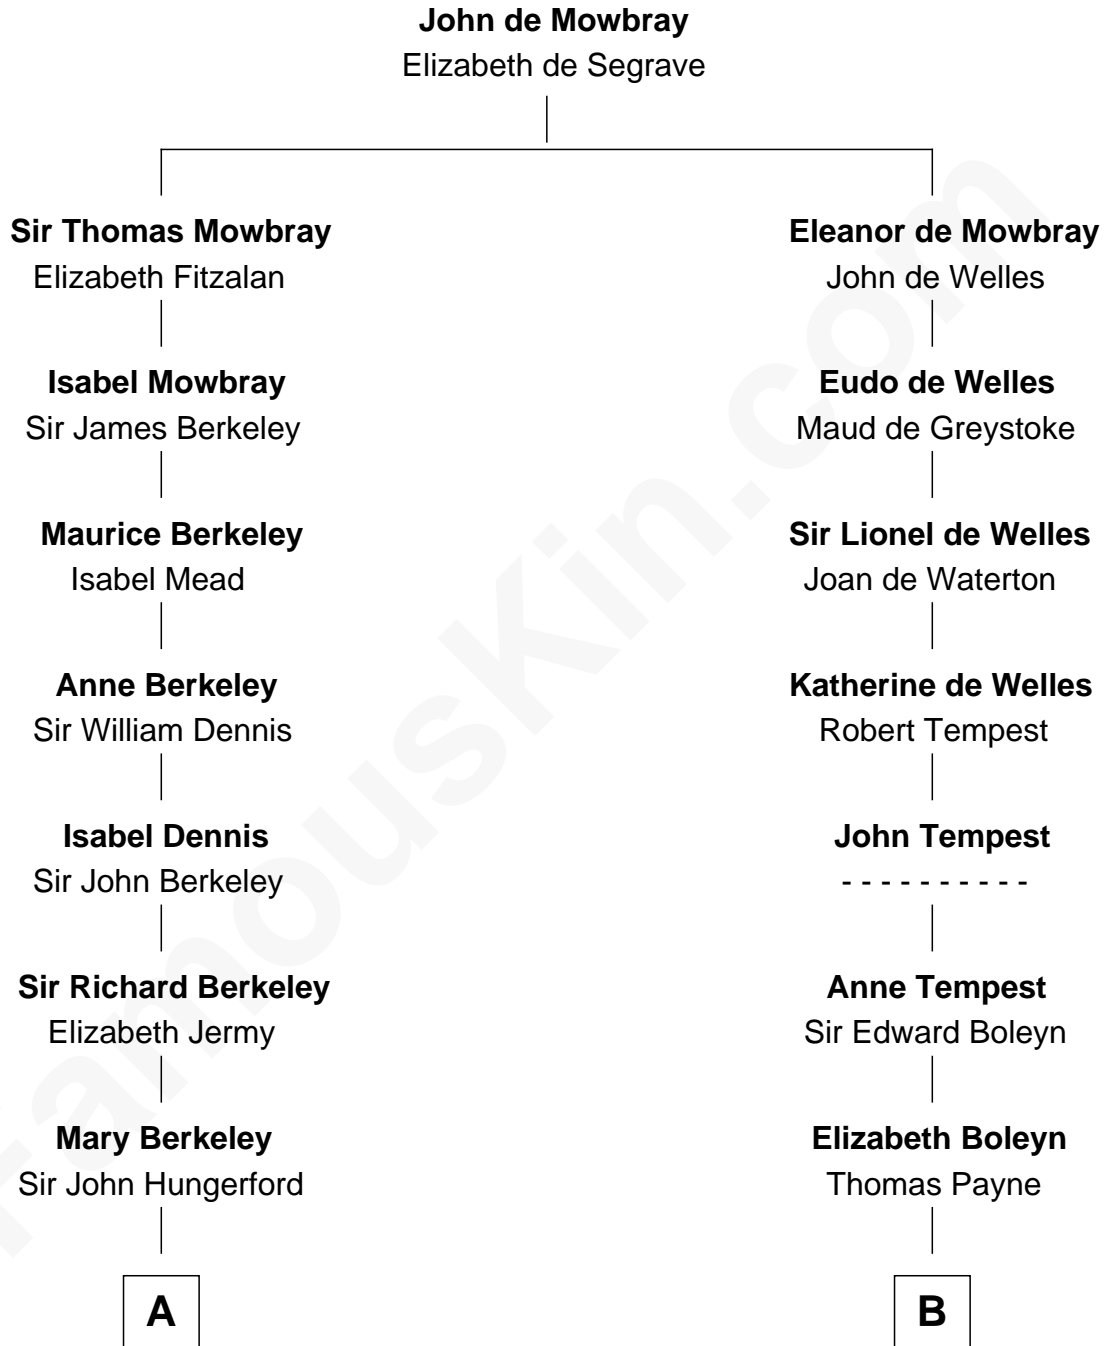 John de Mowbray
Elizabeth de Segrave
Sir Thomas Mowbray
Elizabeth Fitzalan
Isabel Mowbray
Sir James Berkeley
Maurice Berkeley
Isabel Mead
Anne Berkeley
Sir William Dennis
Isabel Dennis
Sir John Berkeley
Sir Richard Berkeley
Elizabeth Jermy
Mary Berkeley
Sir John Hungerford
A
Eleanor de Mowbray
John de Welles
Eudo de Welles
Maud de Greystoke
Sir Lionel de Welles
Joan de Waterton
Katherine de Welles
Robert Tempest
John Tempest
- - - - - - - - - -
Anne Tempest
Sir Edward Boleyn
Elizabeth Boleyn
Thomas Payne
B
FamousKin.com